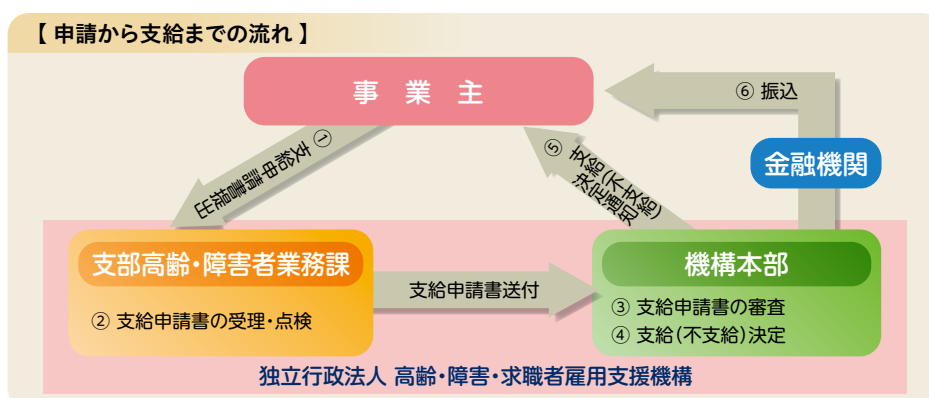 【 申請から支給までの流れ 】
事 業 主
⑥ 振込
① 支給申請書提出
⑤ 支給(不支給)
決定通知
金融機関
支部高齢・障害者業務課
② 支給申請書の受理・点検
支給申請書送付
機構本部
③ 支給申請書の審査
④ 支給(不支給)決定
独立行政法人 高齢・障害・求職者雇用支援機構